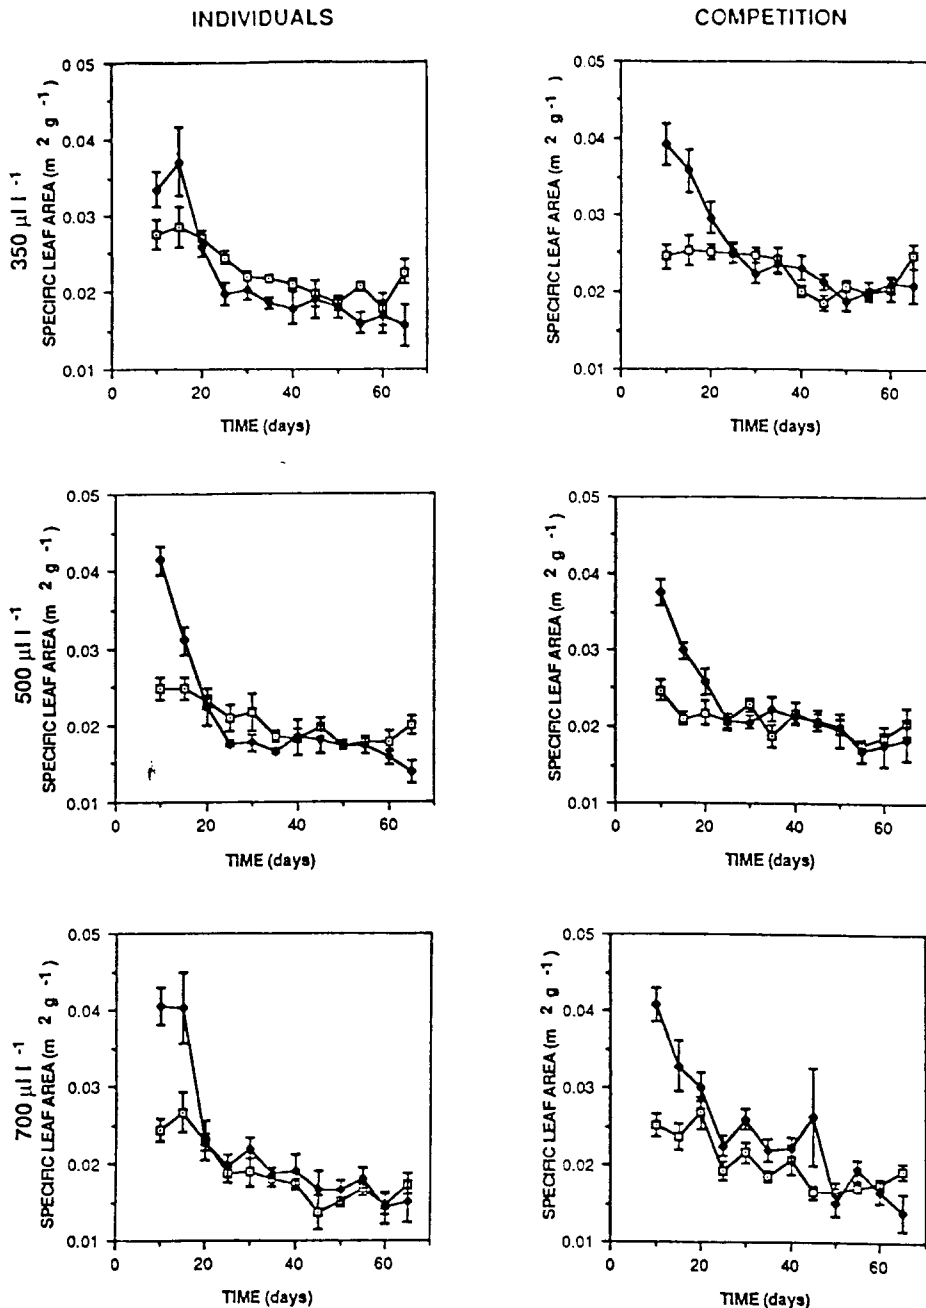 INDIVIDUALS
COMPETITION
350 µl l -1
SPECIFIC LEAF AREA (m 2 g -1)
0.05
0.04
0.03
0.02
0.01
0 20 40 60
TIME (days)
SPECIFIC LEAF AREA (m 2 g -1)
0.05
0.04
0.03
0.02
0.01
0 20 40 60
TIME (days)
500 µl l -1
SPECIFIC LEAF AREA (m 2 g -1)
0.05
0.04
0.03
0.02
0.01
0 20 40 60
TIME (days)
SPECIFIC LEAF AREA (m 2 g -1)
0.05
0.04
0.03
0.02
0.01
0 20 40 60
TIME (days)
700 µl l -1
SPECIFIC LEAF AREA (m 2 g -1)
0.05
0.04
0.03
0.02
0.01
0 20 40 60
TIME (days)
SPECIFIC LEAF AREA (m 2 g -1)
0.05
0.04
0.03
0.02
0.01
0 20 40 60
TIME (days)